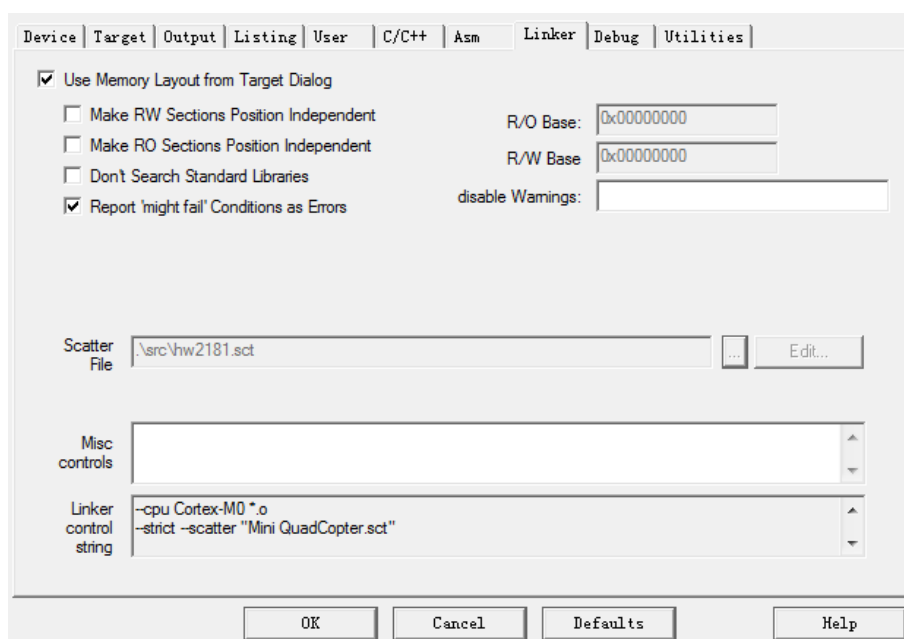 Device Target Output Listing User C/C++ Asm Linker Debug Utilities
Use Memory Layout from Target Dialog
Make RW Sections Position Independent
R/O Base: 0x00000000
Make RO Sections Position Independent
R/W Base 0x00000000
Don't Search Standard Libraries
disable Warnings:
Report 'might fail' Conditions as Errors
Scatter
File
.\src\hw2181.sct
...
Edit...
Misc
controls
Linker
control
string
--cpu Cortex-M0 *.o
--strict --scatter "Mini QuadCopter.sct"
OK Cancel Defaults Help